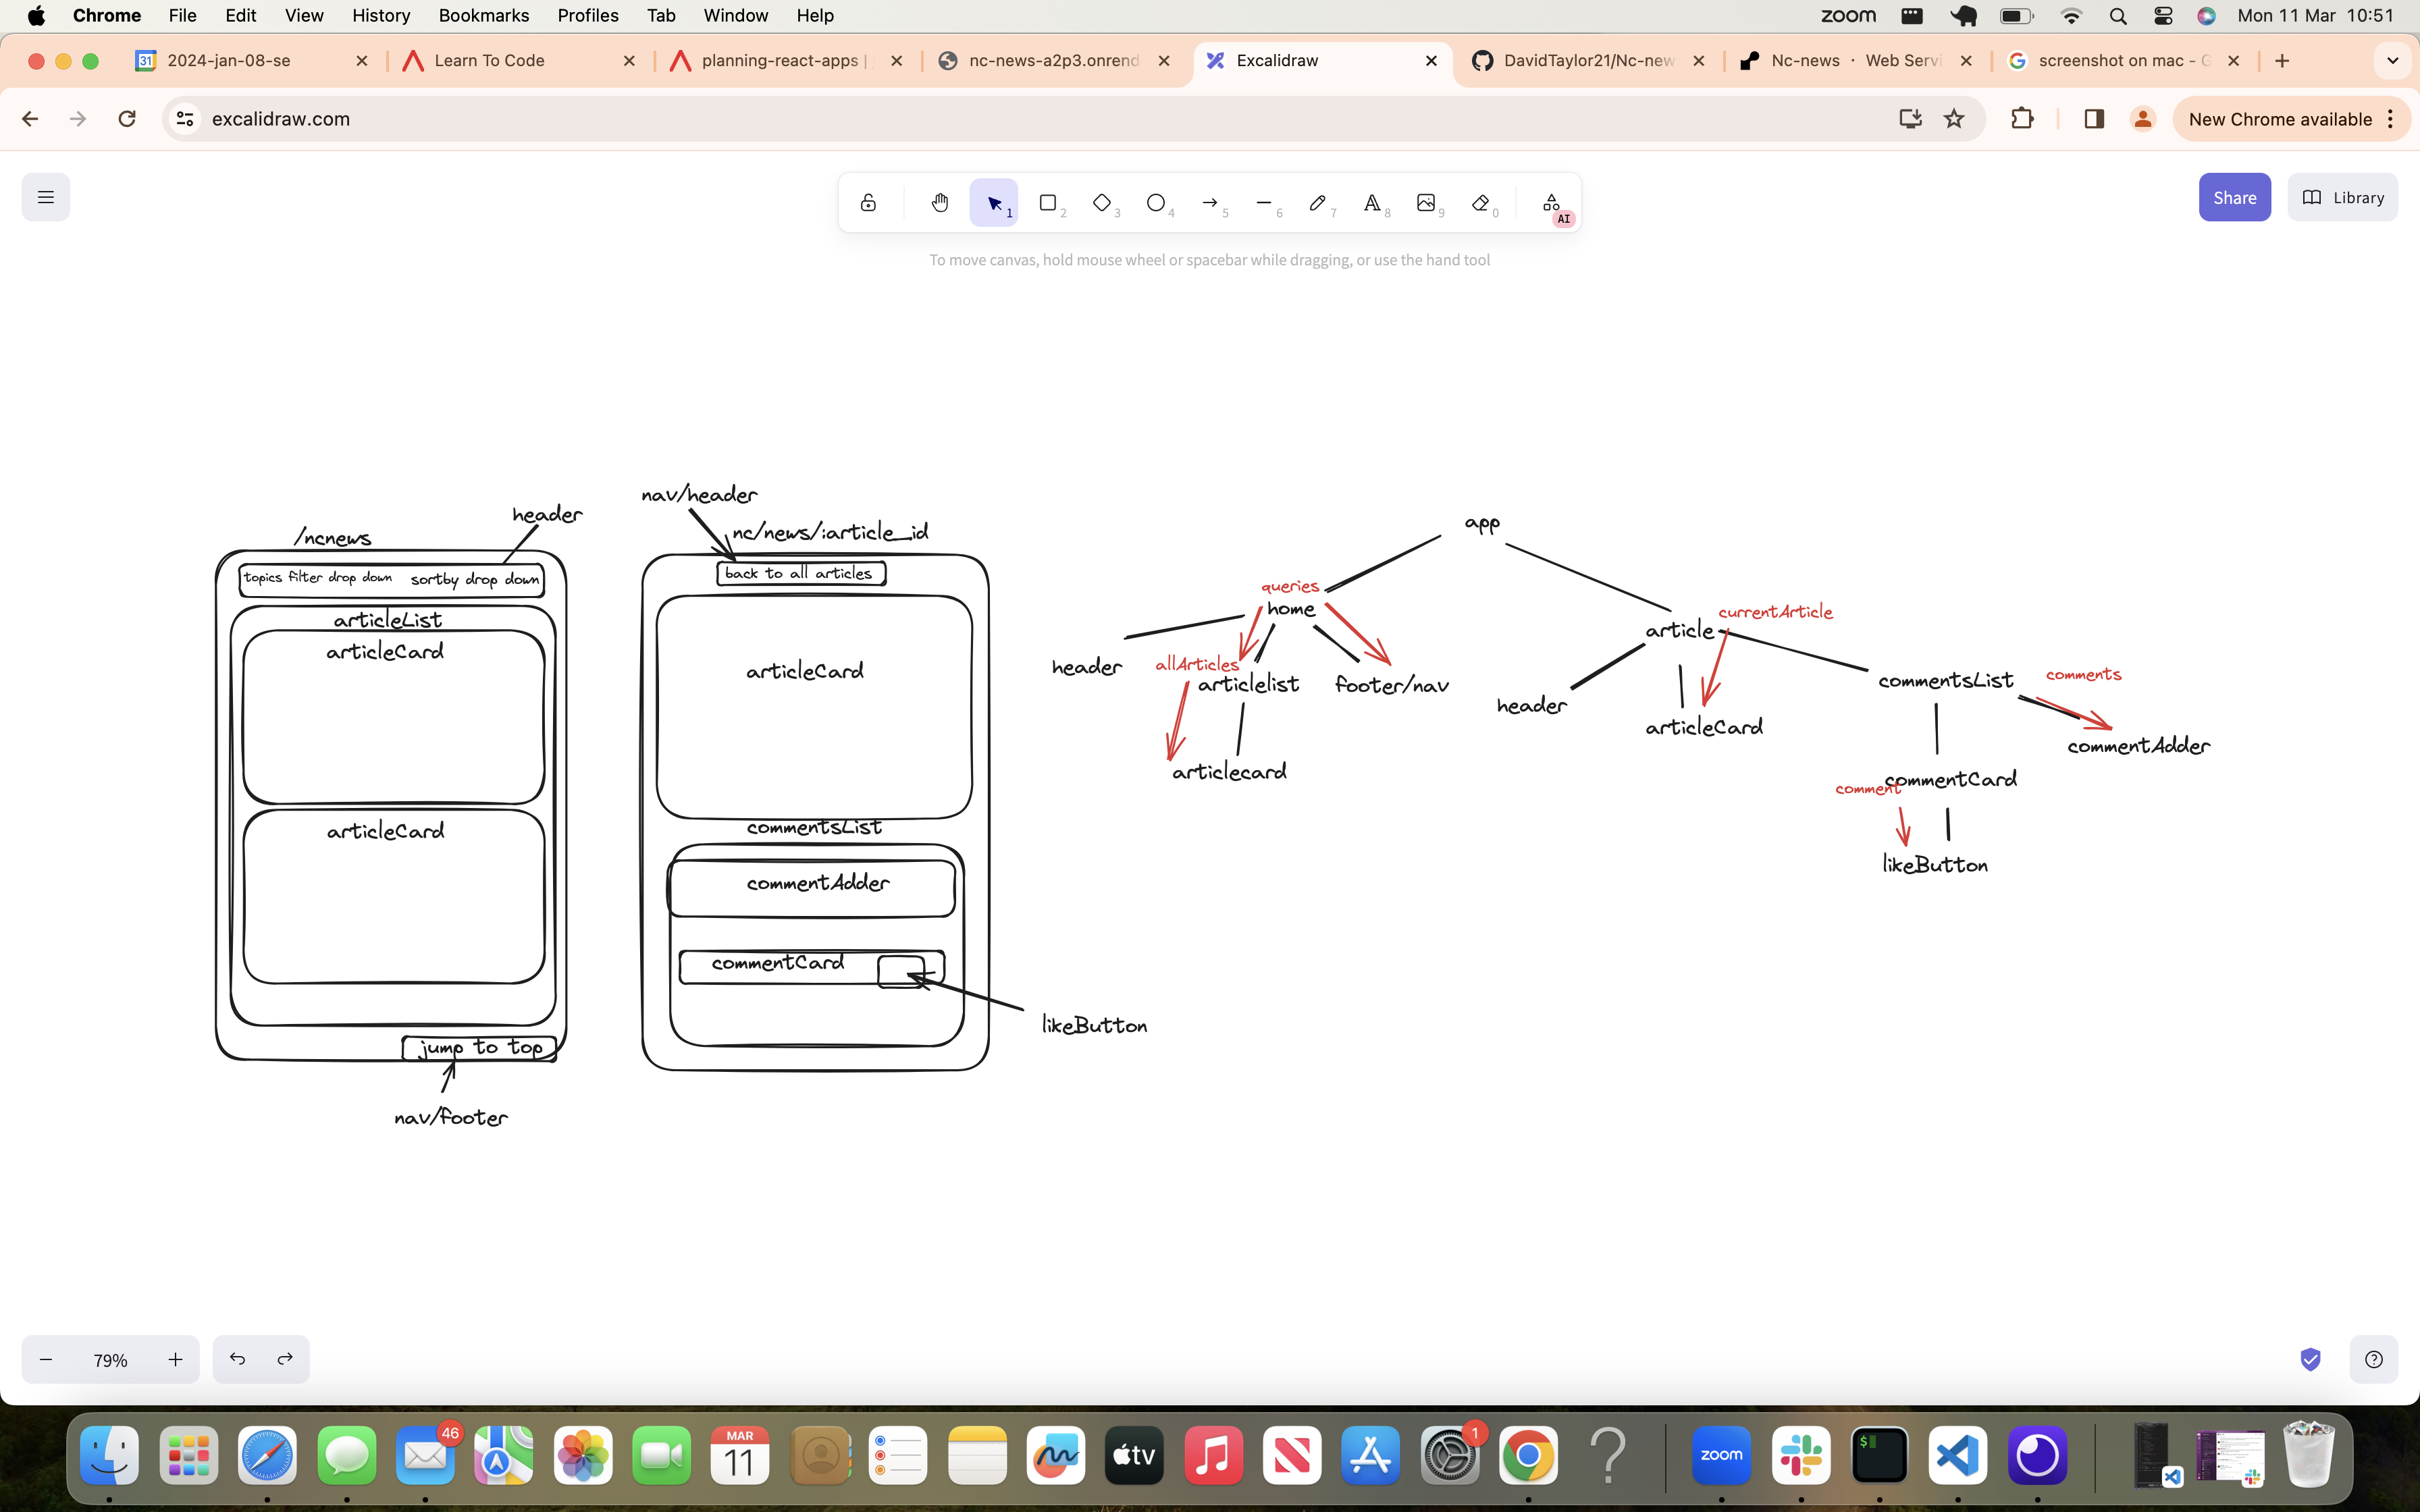 Chrome File Edit View History Bookmarks Profiles Tab Window Help
zoom Mon 11 Mar 10:51
31 2024-jan-08-se
Learn To Code
planning-react-apps |
nc-news-a2p3.onrend
Excalidraw
DavidTaylor21/Nc-new
Nc-news · Web Servi
screenshot on mac - G
excalidraw.com
New Chrome available
1 2 3 4 5 6 7 8 9 0 AI
Share
Library
To move canvas, hold mouse wheel or spacebar while dragging, or use the hand tool
/ncnews
header
topics filter drop down
sortby drop down
articleList
articleCard
articleCard
jump to top
nav/footer
nav/header
nc/news/:article_id
back to all articles
articleCard
commentsList
commentAdder
commentCard
likeButton
app
queries
home
header
allArticles
articlelist
footer/nav
articlecard
currentArticle
article
header
articleCard
commentsList
comments
commentAdder
commentCard
comment
likeButton
79%
46
MAR
11
tv
1
zoom
$